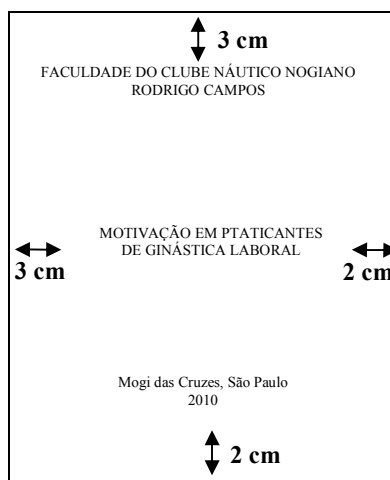 3 cm
FACULDADE DO CLUBE NÁUTICO NOGIANO
RODRIGO CAMPOS
MOTIVAÇÃO EM PTATICANTES
DE GINÁSTICA LABORAL
3 cm
2 cm
Mogi das Cruzes, São Paulo
2010
2 cm